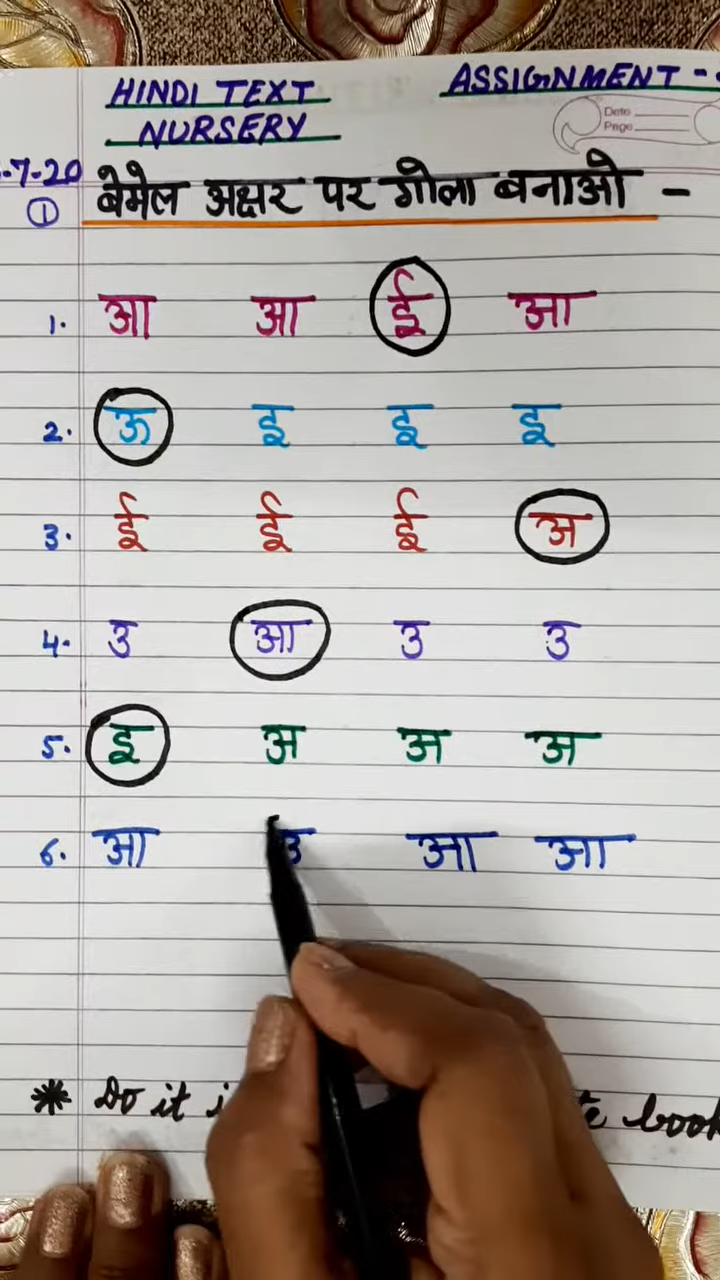 HINDI TEXT ASSIGNMENT -
NURSERY
Date
Page
-7-20
① बेमेल अक्षर पर गोला बनाओ -
1. आ आ ई आ
2. ऊ इ इ इ
3. ई ई ई अ
4. उ आ उ उ
5. इ अ अ अ
6. आ उ आ आ
* Do it book